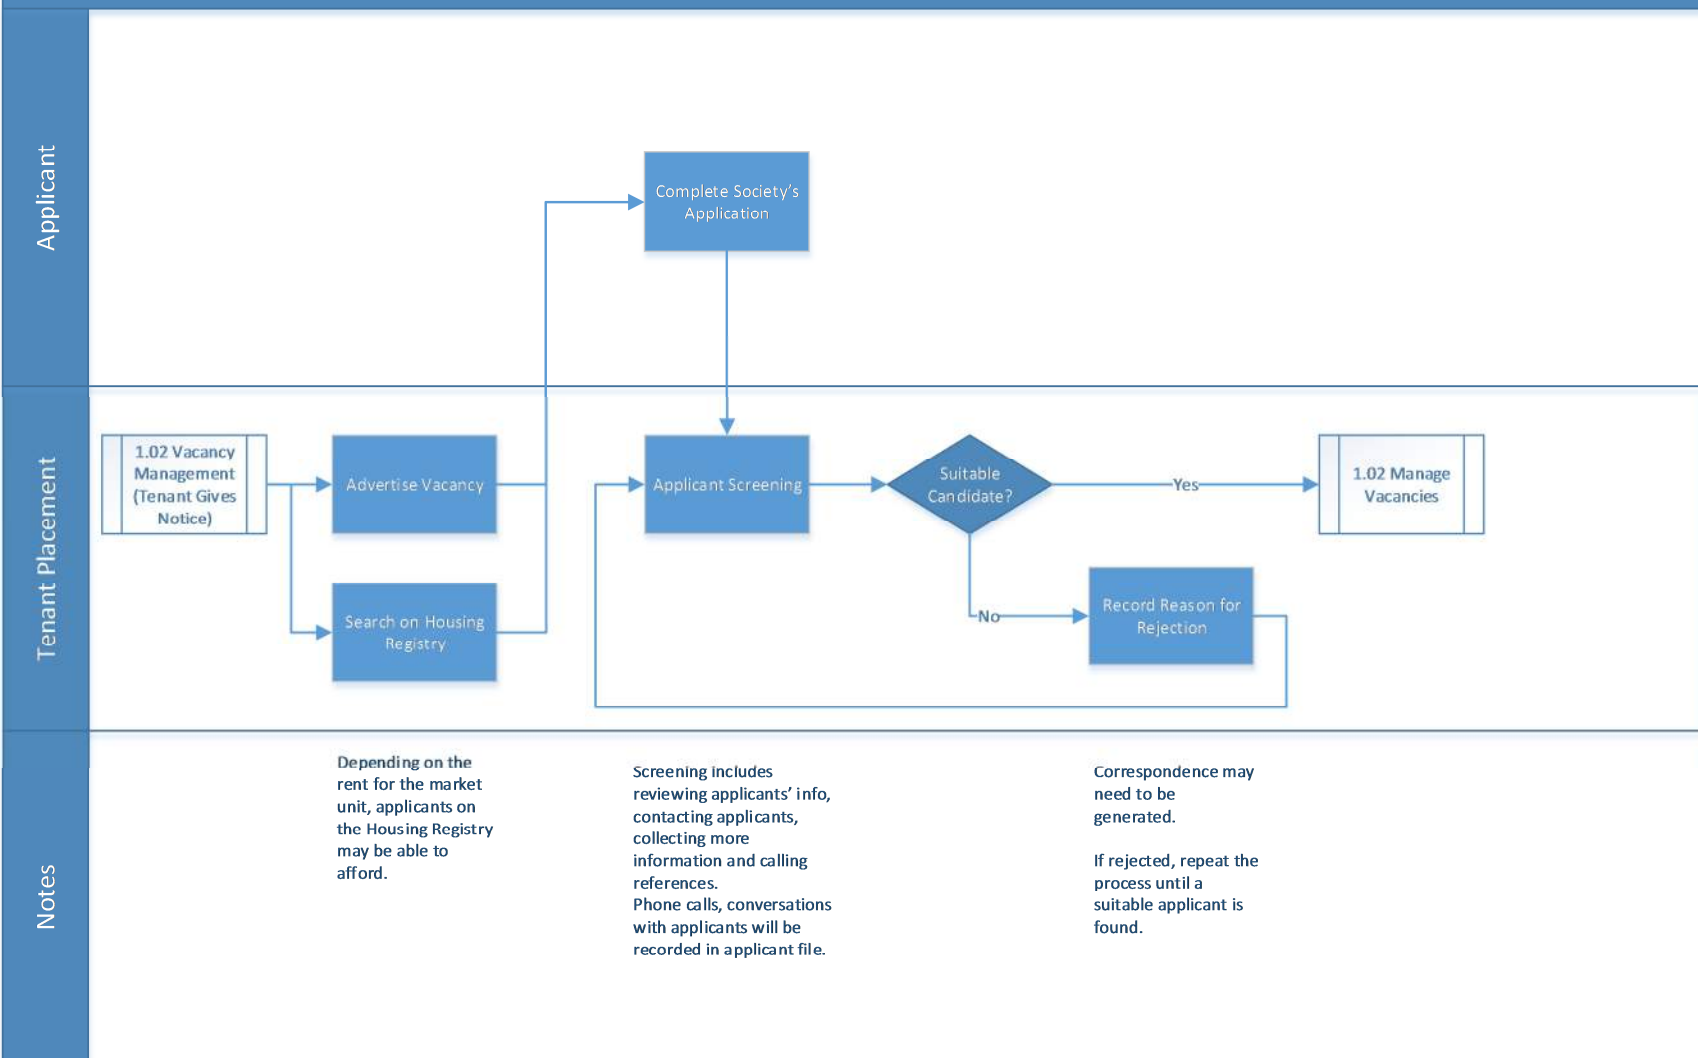 Applicant
Complete Society's
Application
Tenant Placement
1.02 Vacancy
Management
(Tenant Gives
Notice)
Advertise Vacancy
Search on Housing
Registry
Applicant Screening
Suitable
Candidate?
Yes
No
Record Reason for
Rejection
1.02 Manage
Vacancies
Notes
Depending on the
rent for the market
unit, applicants on
the Housing Registry
may be able to
afford.
Screening includes
reviewing applicants' info,
contacting applicants,
collecting more
information and calling
references.
Phone calls, conversations
with applicants will be
recorded in applicant file.
Correspondence may
need to be
generated.
If rejected, repeat the
process until a
suitable applicant is
found.